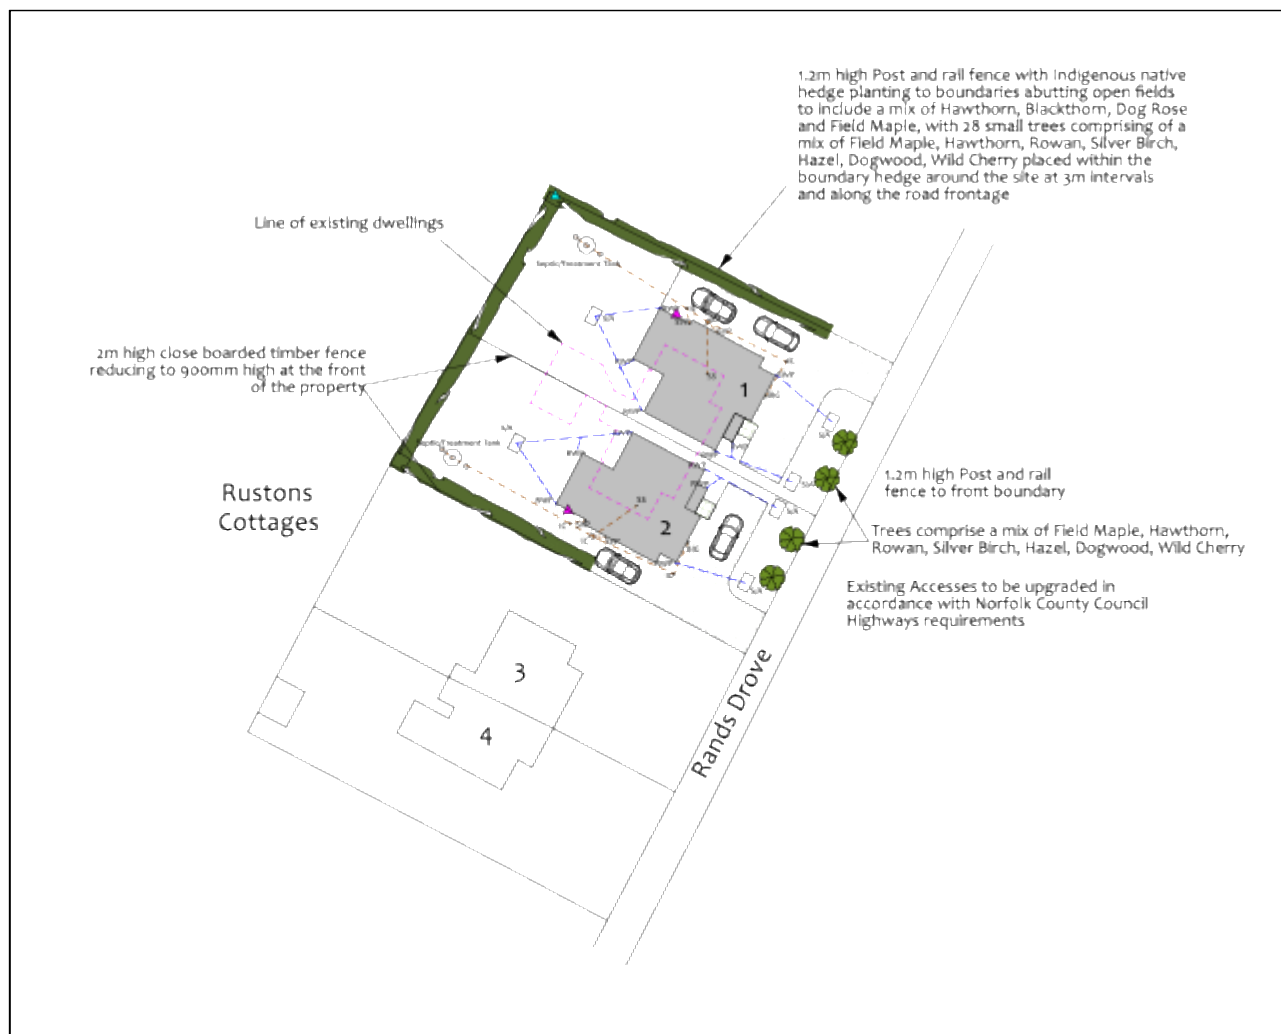 1.2m high Post and rail fence with Indigenous native
hedge planting to boundaries abutting open fields
to include a mix of Hawthorn, Blackthorn, Dog Rose
and Field Maple, with 28 small trees comprising of a
mix of Field Maple, Hawthorn, Rowan, Silver Birch,
Hazel, Dogwood, Wild Cherry placed within the
boundary hedge around the site at 3m intervals
and along the road frontage
Line of existing dwellings
Septic/Treatment Tank
2m high close boarded timber fence
reducing to 900mm high at the front
of the property
1
Septic/Treatment Tank
Rustons
Cottages
2
1.2m high Post and rail
fence to front boundary
Trees comprise a mix of Field Maple, Hawthorn,
Rowan, Silver Birch, Hazel, Dogwood, Wild Cherry
Existing Accesses to be upgraded in
accordance with Norfolk County Council
Highways requirements
3
4
Rands Drove